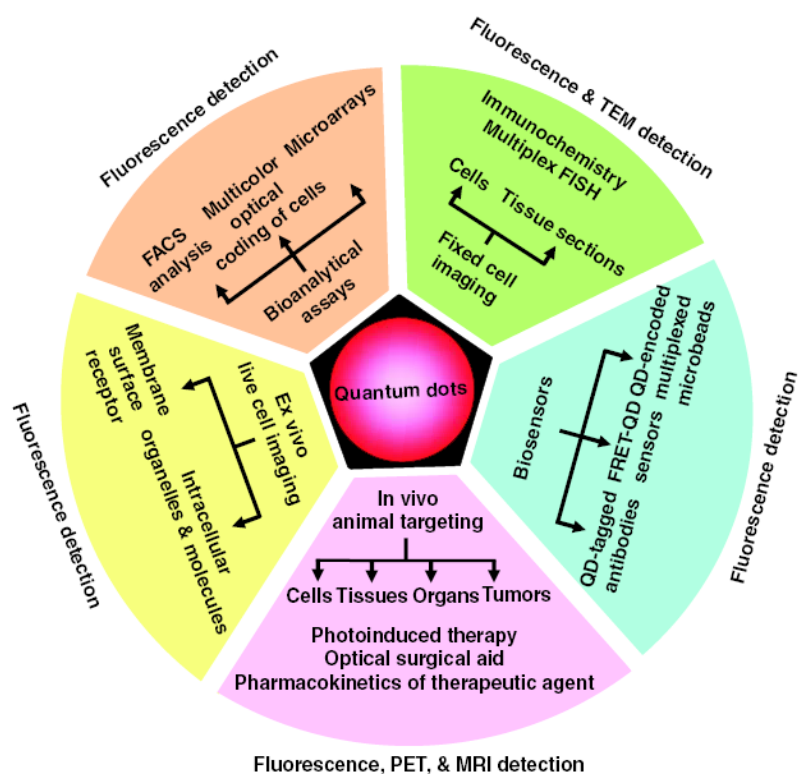 Fluorescence detection
Microarrays
Multicolor
optical
coding of cells
FACS
analysis
Bioanalytical
assays
Fluorescence & TEM detection
Immunochemistry
Multiplex FISH
Cells
Tissue sections
Fixed cell
imaging
Fluorescence detection
QD-encoded
multiplexed
microbeads
FRET-QD
sensors
QD-tagged
antibodies
Biosensors
Fluorescence, PET, & MRI detection
In vivo
animal targeting
Cells Tissues Organs Tumors
Photoinduced therapy
Optical surgical aid
Pharmacokinetics of therapeutic agent
Fluorescence detection
Ex vivo
live cell imaging
Membrane
surface
receptor
Intracellular
organelles & molecules
Quantum dots